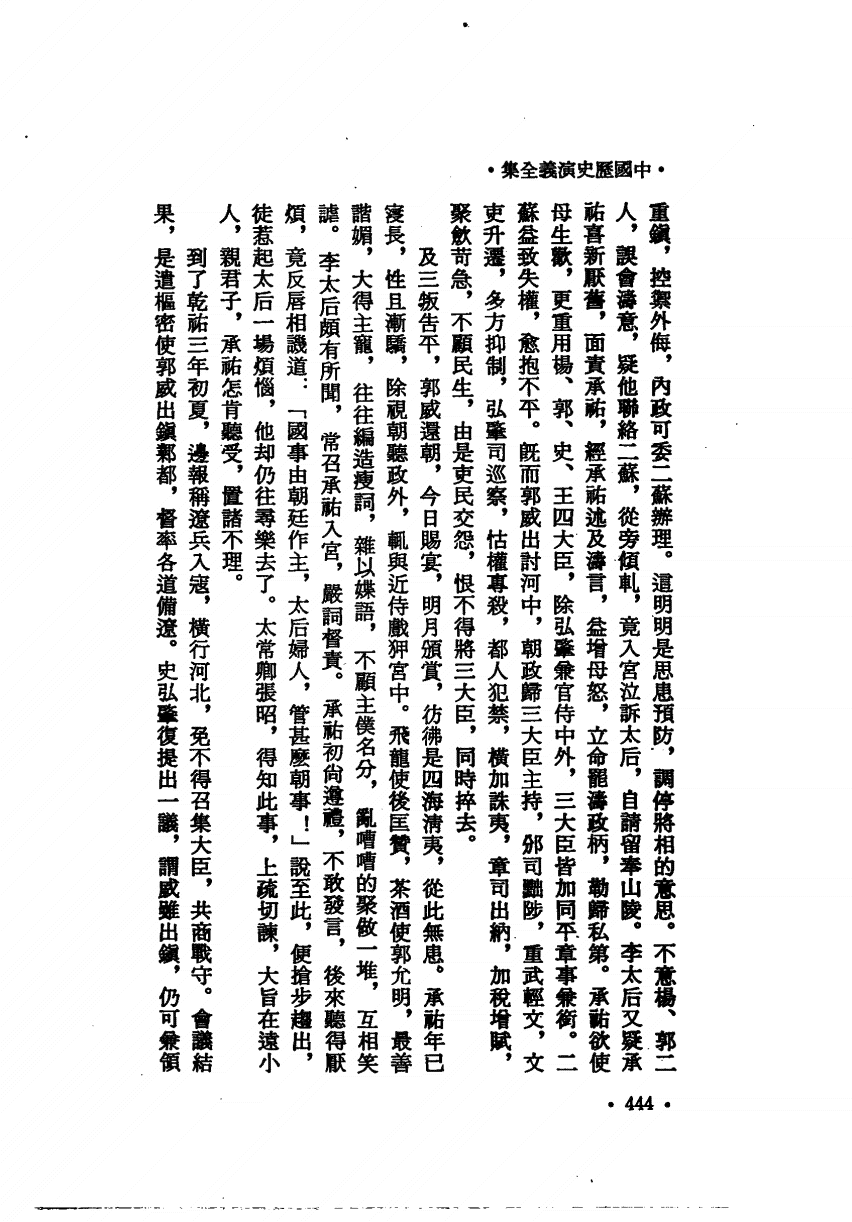 •中國歷史演義全集•
重鎭，控禦外侮，內政可委二蘇辦理。這明明是思患預防，調停將相的意思。不意楊、郭二
人，誤會濤意，疑他聯絡二蘇，從旁傾軋，竟入宮泣訴太后，自請留奉山陵。李太后又疑承
祐喜新厭舊，面責承祐，經承祐述及濤言，益增母怒，立命罷濤政柄，勒歸私第。承祐欲使
母生歡，更重用楊、郭、史、王四大臣，除弘肇兼官侍中外，三大臣皆加同平章事兼銜。二
蘇益致失權，愈抱不平。旣而郭威出討河中，朝政歸三大臣主持，邠司黜陟，重武輕文，文
吏升遷，多方抑制，弘肇司巡察，怙權專殺，都人犯禁，橫加誅夷，章司出納，加稅增賦，
聚歛苛急，不顧民生，由是吏民交怨，恨不得將三大臣，同時捽去。
及三叛吿平，郭威還朝，今日賜宴，明月頒賞，彷彿是四海淸夷，從此無患。承祐年已
寖長，性且漸驕，除視朝聽政外，輒與近侍戲狎宮中。飛龍使後匡贊，茶酒使郭允明，最善
諧媚，大得主寵，往往編造瘦詞，雜以媟語，不顧主僕名分，亂嘈嘈的聚做一堆，互相笑
謔。李太后頗有所聞，常召承祐入宮，嚴詞督責。承祐初尙遵禮，不敢發言，後來聽得厭
煩，竟反唇相譏道：「國事由朝廷作主，太后婦人，管甚麼朝事！」說至此，便搶步趨出，
徒惹起太后一場煩惱，他却仍往尋樂去了。太常卿張昭，得知此事，上疏切諫，大旨在遠小
人，親君子，承祐怎肯聽受，置諸不理。
到了乾祐三年初夏，邊報稱遼兵入寇，橫行河北，免不得召集大臣，共商戰守。會議結
果，是遣樞密使郭威出鎭鄴都，督率各道備遼。史弘肇復提出一議，謂威雖出鎭，仍可兼領
•444•